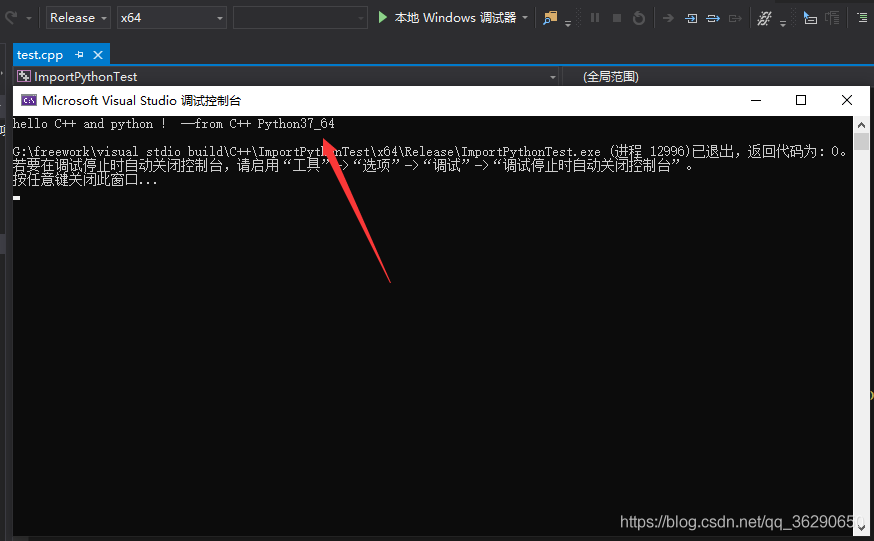 Release x64 本地 Windows 调试器
test.cpp
ImportPythonTest (全局范围)
Microsoft Visual Studio 调试控制台
hello C++ and python ! —from C++ Python37_64
G:\freework\visual stdio build\C++\ImportPythonTest\x64\Release\ImportPythonTest.exe (进程 12996)已退出，返回代码为: 0。
若要在调试停止时自动关闭控制台，请启用“工具”->“选项”->“调试”->“调试停止时自动关闭控制台”。
按任意键关闭此窗口...
https://blog.csdn.net/qq_36290650